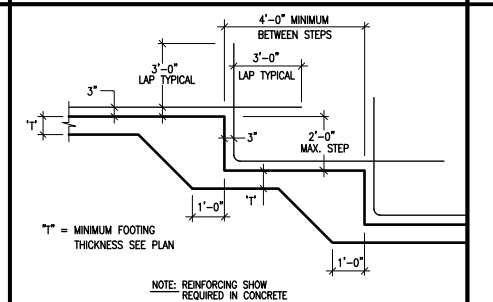 4'-0" MINIMUM
BETWEEN STEPS
3'-0"
LAP TYPICAL
3'-0"
LAP TYPICAL
3"
"T"
3"
2'-0"
MAX. STEP
1'-0"
"T"
"T" = MINIMUM FOOTING
THICKNESS SEE PLAN
1'-0"
NOTE: REINFORCING SHOW
REQUIRED IN CONCRETE